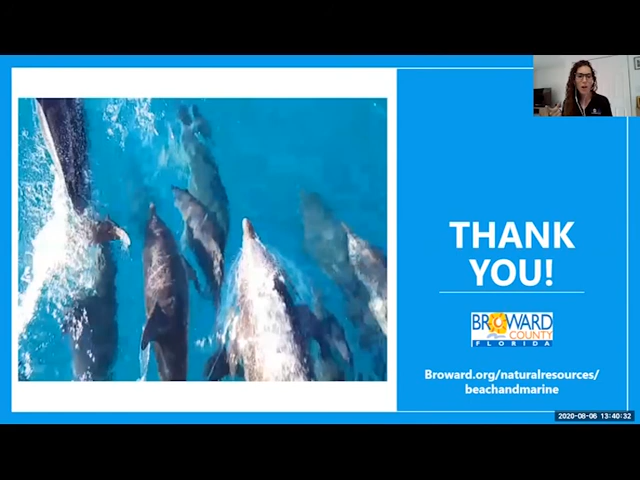 THANK
YOU!
BROWARD
COUNTY
FLORIDA
Broward.org/naturalresources/
beachandmarine
2020-08-06 13:40:32